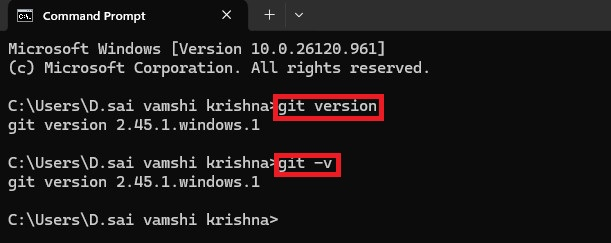 Command Prompt
Microsoft Windows [Version 10.0.26120.961]
(c) Microsoft Corporation. All rights reserved.
C:\Users\D.sai vamshi krishna>git version
git version 2.45.1.windows.1
C:\Users\D.sai vamshi krishna>git -v
git version 2.45.1.windows.1
C:\Users\D.sai vamshi krishna>